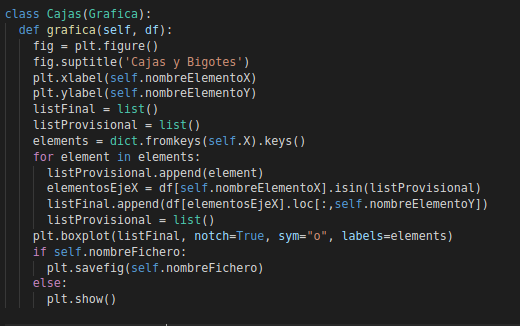 class Cajas(Grafica):
  def grafica(self, df):
    fig = plt.figure()
    fig.suptitle('Cajas y Bigotes')
    plt.xlabel(self.nombreElementoX)
    plt.ylabel(self.nombreElementoY)
    listFinal = list()
    listProvisional = list()
    elements = dict.fromkeys(self.X).keys()
    for element in elements:
      listProvisional.append(element)
      elementosEjeX = df[self.nombreElementoX].isin(listProvisional)
      listFinal.append(df[elementosEjeX].loc[:,self.nombreElementoY])
      listProvisional = list()
    plt.boxplot(listFinal, notch=True, sym="o", labels=elements)
    if self.nombreFichero:
      plt.savefig(self.nombreFichero)
    else:
      plt.show()